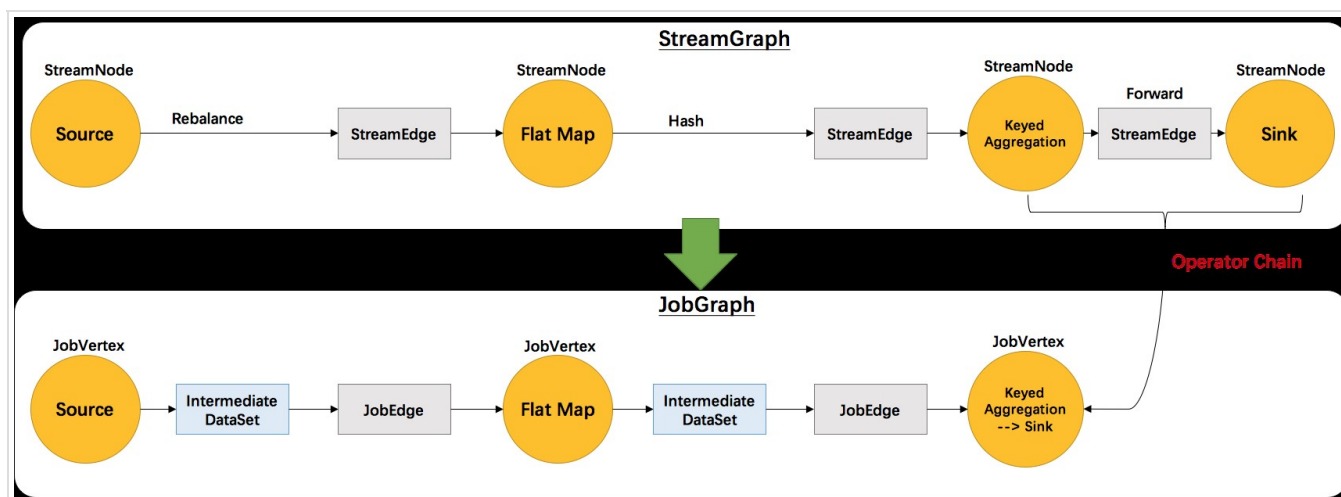 StreamGraph
StreamNode
StreamNode
StreamNode
StreamNode
Source
Rebalance
StreamEdge
Flat Map
Hash
StreamEdge
Keyed
Aggregation
Forward
StreamEdge
Sink
Operator Chain
JobGraph
JobVertex
JobVertex
JobVertex
Source
Intermediate
DataSet
JobEdge
Flat Map
Intermediate
DataSet
JobEdge
Keyed
Aggregation
--> Sink